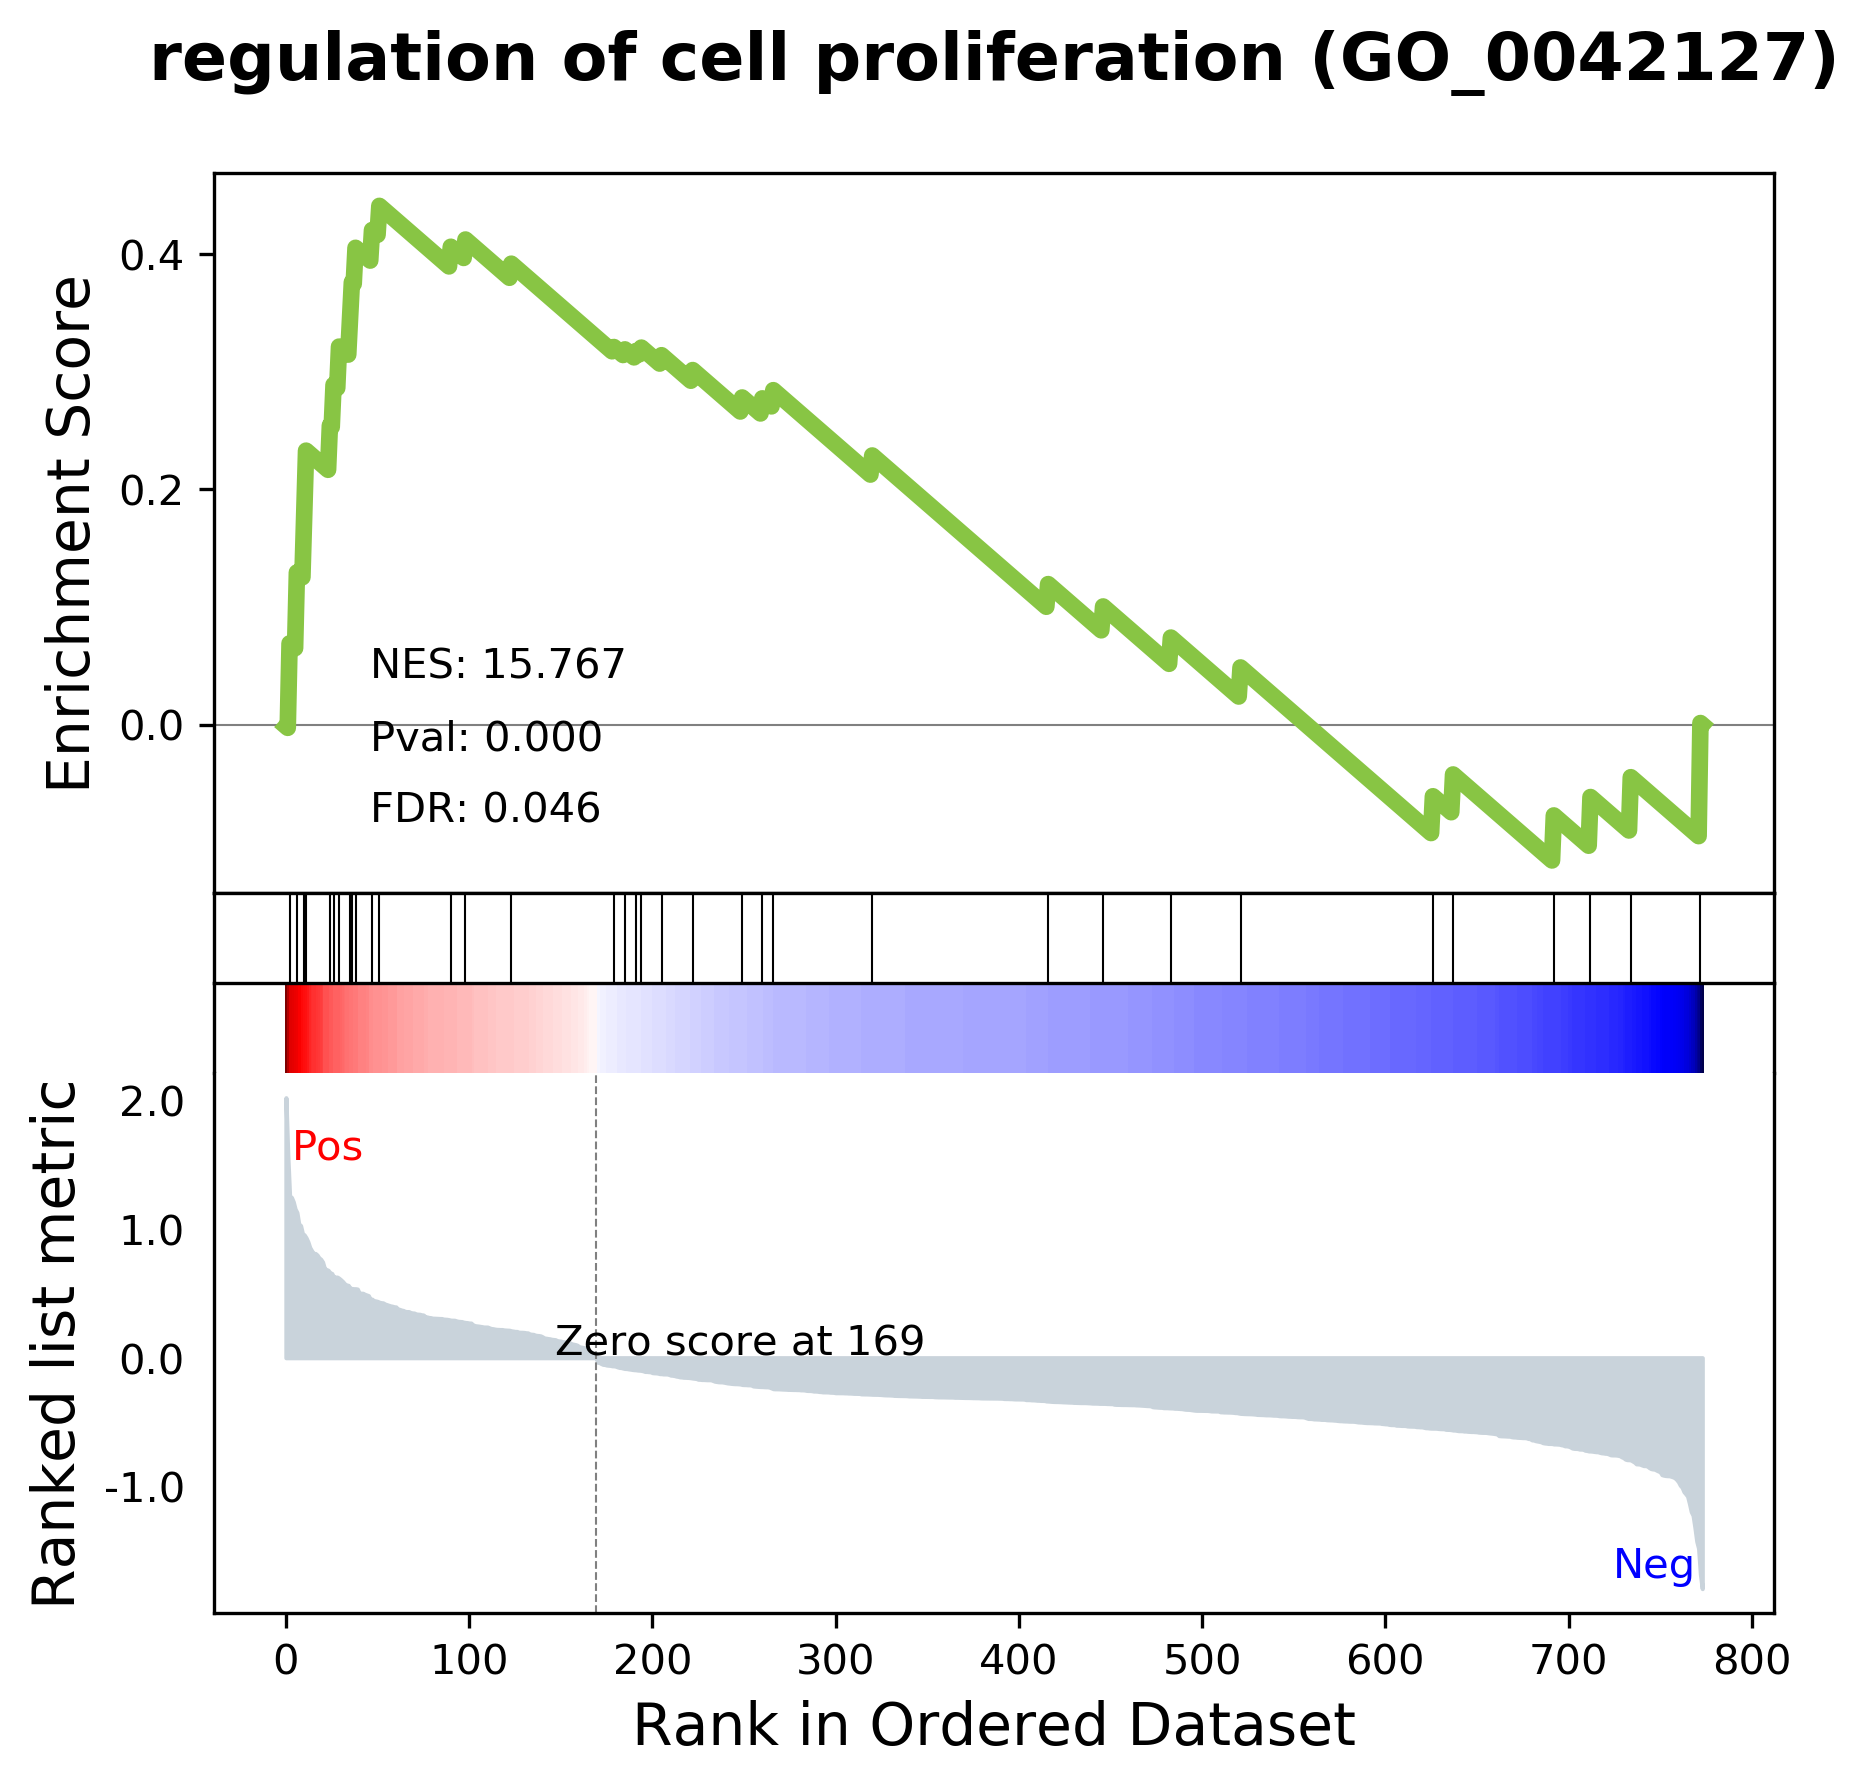 regulation of cell proliferation (GO_0042127)
Enrichment Score
0.4
0.2
0.0
NES: 15.767
Pval: 0.000
FDR: 0.046
Ranked list metric
2.0
1.0
0.0
-1.0
Pos
Zero score at 169
Neg
0 100 200 300 400 500 600 700 800
Rank in Ordered Dataset